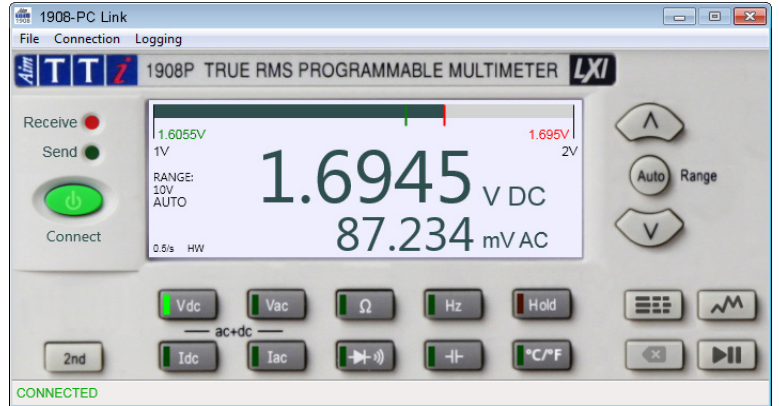 1908-PC Link
File Connection Logging
Aim TTi 1908P TRUE RMS PROGRAMMABLE MULTIMETER LXI
Receive
Send
Connect
1.6055V 1.695V
1V 2V
RANGE:
10V
AUTO
1.6945 V DC
87.234 mV AC
0.5/s HW
Auto Range
Vdc Vac Ω Hz Hold
ac+dc
2nd Idc Iac °C/°F
CONNECTED